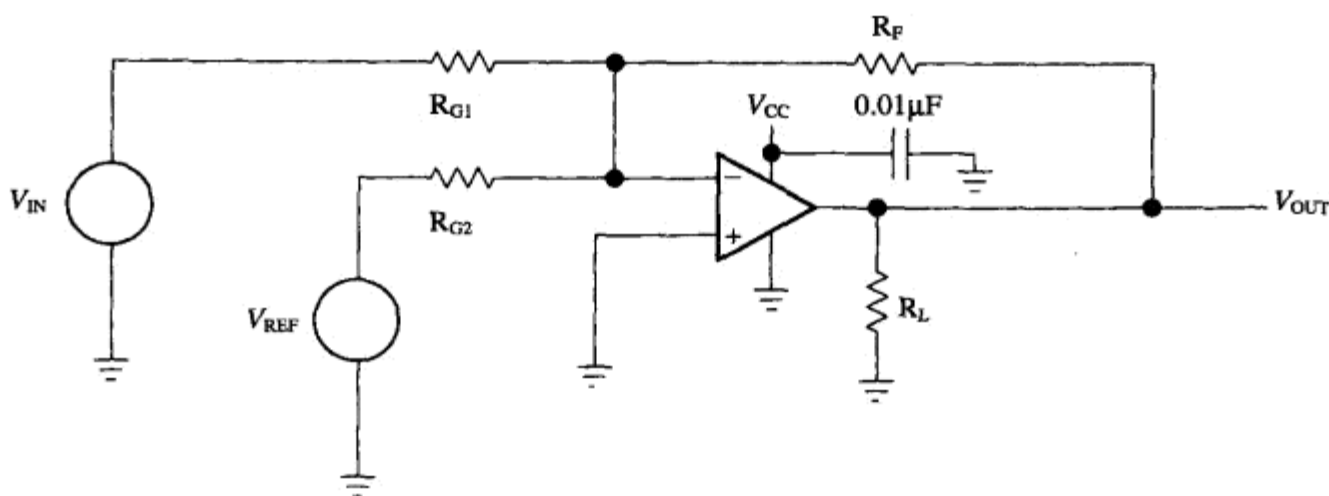 R_F
R_G1
V_CC
0.01μF
V_IN
R_G2
−
+
V_OUT
V_REF
R_L